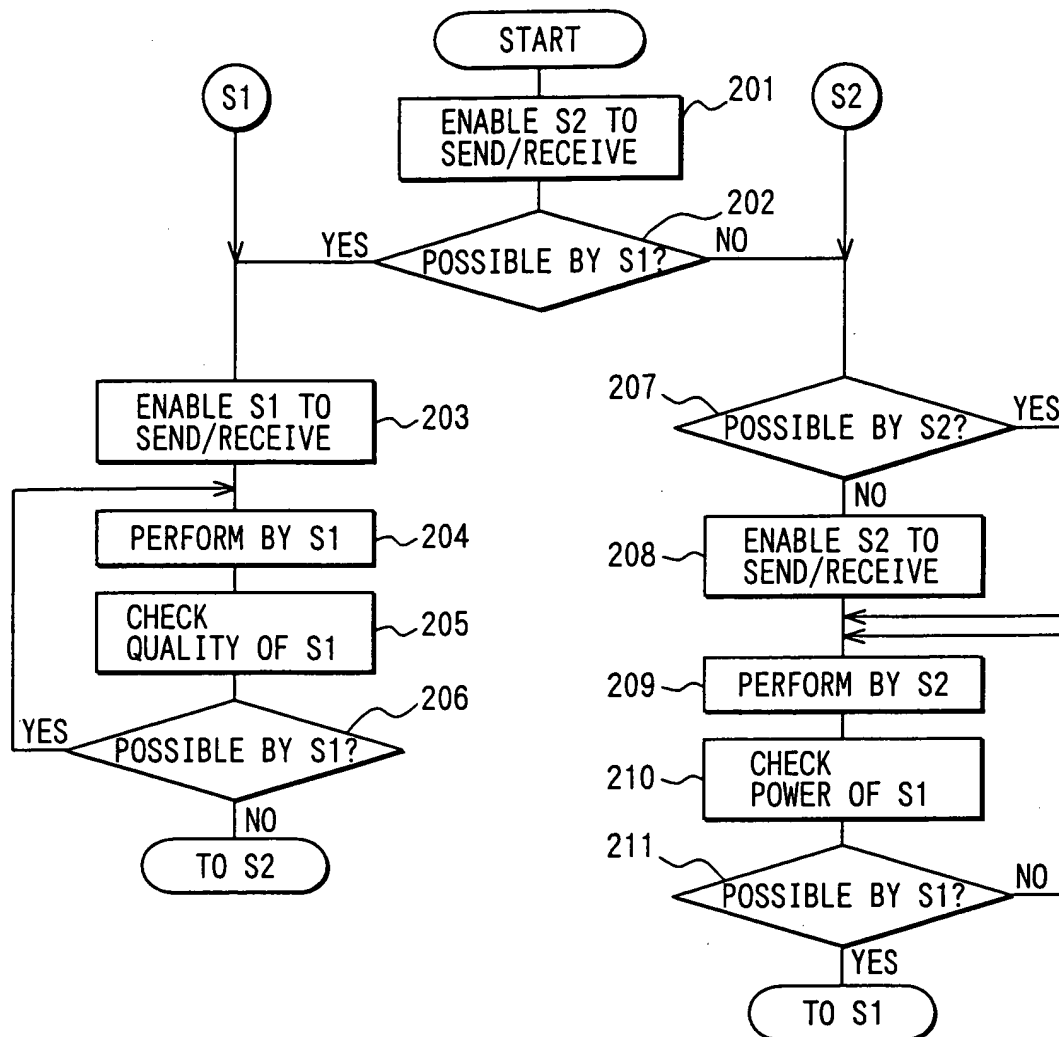 START
S1
S2
201
ENABLE S2 TO
SEND/RECEIVE
202
YES
POSSIBLE BY S1?
NO
ENABLE S1 TO
SEND/RECEIVE
203
PERFORM BY S1
204
CHECK
QUALITY OF S1
205
206
YES
POSSIBLE BY S1?
NO
TO S2
207
POSSIBLE BY S2?
YES
NO
208
ENABLE S2 TO
SEND/RECEIVE
209
PERFORM BY S2
210
CHECK
POWER OF S1
211
POSSIBLE BY S1?
NO
YES
TO S1